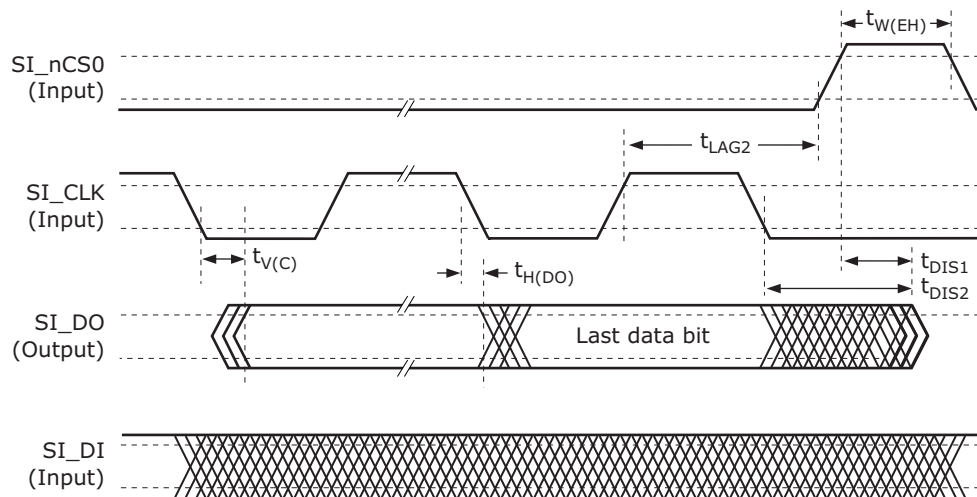 tW(EH)
SI_nCS0
(Input)
tLAG2
SI_CLK
(Input)
tV(C)
tH(DO)
tDIS1
tDIS2
SI_DO
(Output)
Last data bit
SI_DI
(Input)